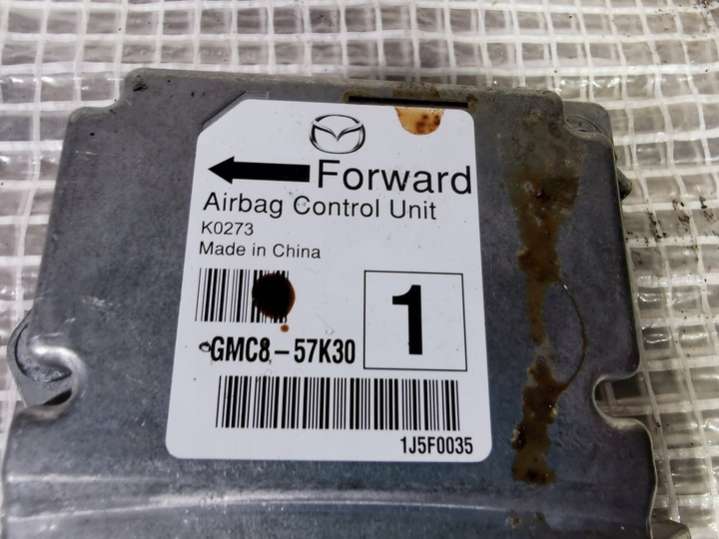 Forward
Airbag Control Unit
K0273
Made in China
1
GMC8-57K30
1J5F0035